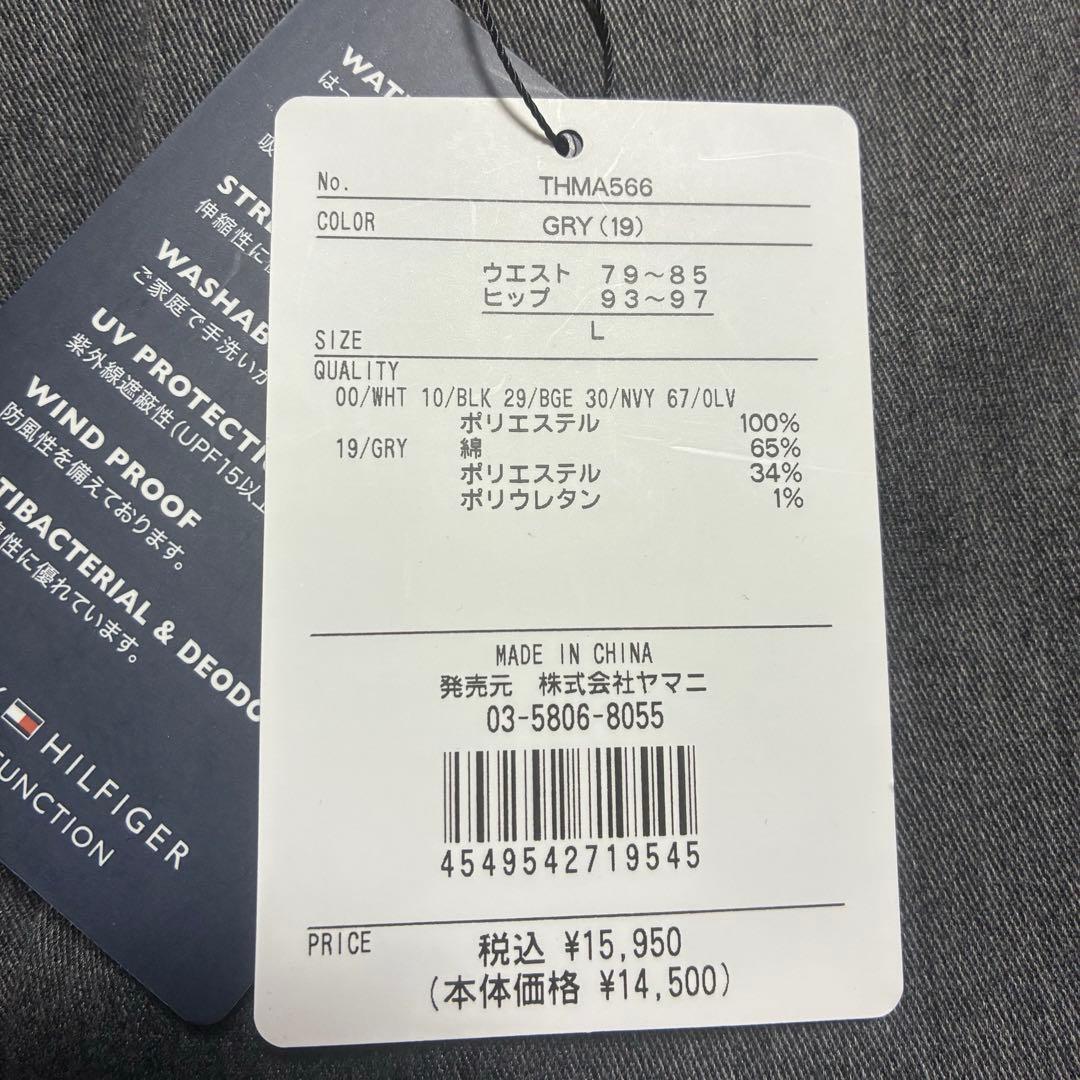 No. THMA566
COLOR GRY(19)
ウエスト 79～85
ヒップ 93～97
SIZE L
QUALITY
00/WHT 10/BLK 29/BGE 30/NVY 67/OLV
ポリエステル 100%
19/GRY 綿 65%
ポリエステル 34%
ポリウレタン 1%
MADE IN CHINA
発売元 株式会社ヤマニ
03-5806-8055
4549542719545
PRICE 税込 ¥15,950
(本体価格 ¥14,500)
ご家庭で手洗いが
UV PROTECTI
紫外線遮蔽性(UPF15以上
WIND PROOF
防風性を備えております。
TIBACTERIAL & DEODO
性に優れています。
HILFIGER
FUNCTION